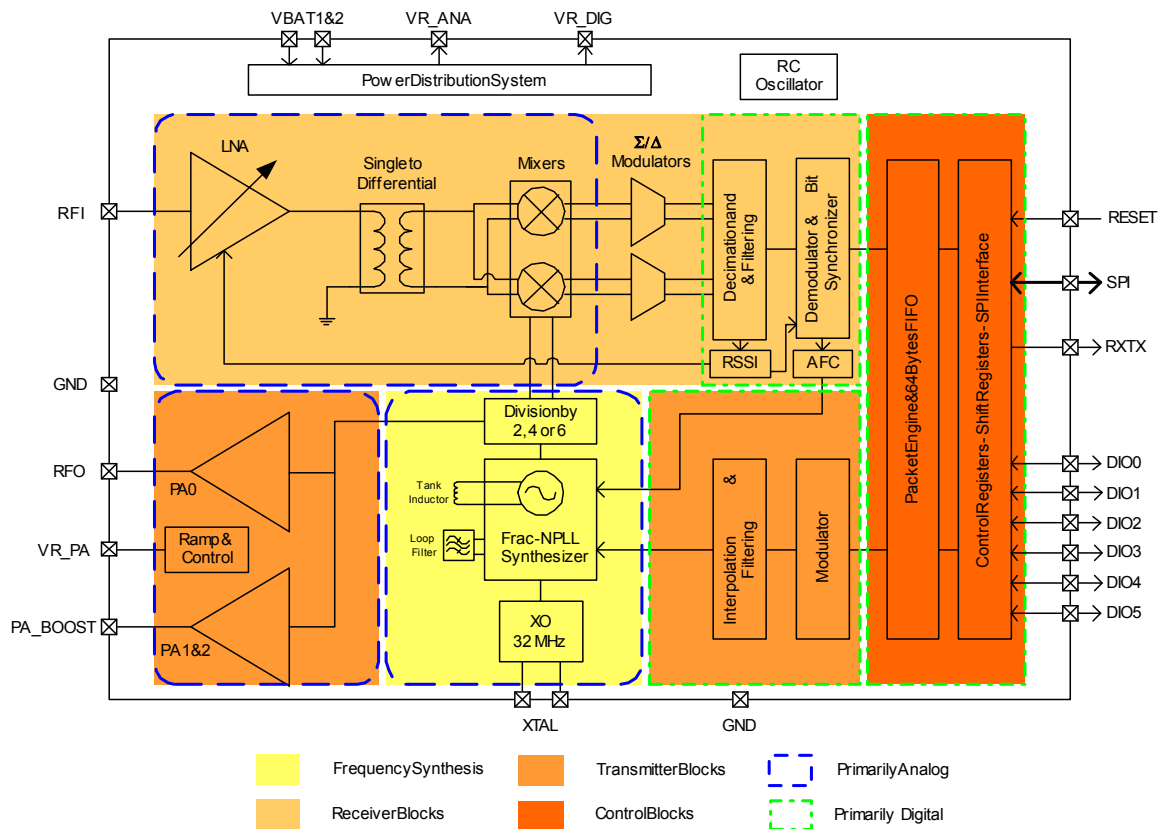 VBAT1&2
VR_ANA
VR_DIG
PowerDistributionSystem
RC
Oscillator
LNA
Singleto
Differential
Mixers
Σ/Δ
Modulators
Decimationand
& Filtering
Demodulator &
Bit
Synchronizer
RSSI
AFC
PacketEngine&64BytesFIFO
ControlRegisters-ShiftRegisters-SPIInterface
RFI
GND
RFO
VR_PA
PA_BOOST
RESET
SPI
RXTX
DIO0
DIO1
DIO2
DIO3
DIO4
DIO5
PA0
Ramp&
Control
PA1&2
Divisionby
2, 4 or 6
Tank
Inductor
Loop
Filter
Frac-NPLL
Synthesizer
XO
32 MHz
Interpolation &
Filtering
Modulator
XTAL
GND
FrequencySynthesis
TransmitterBlocks
PrimarilyAnalog
ReceiverBlocks
ControlBlocks
Primarily Digital